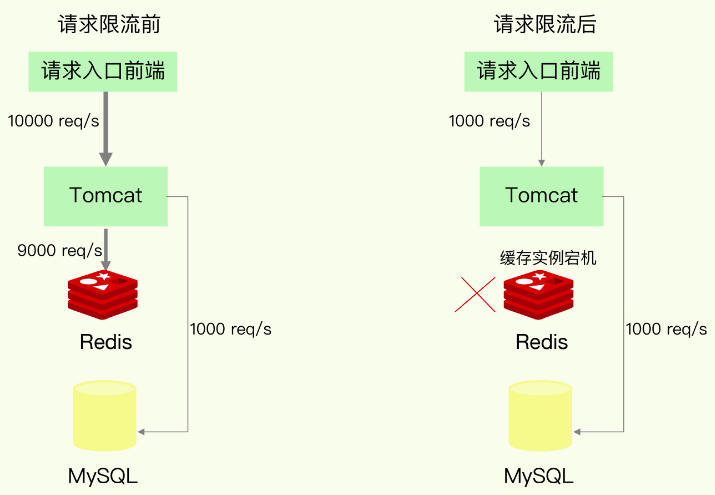 请求限流前
请求入口前端
10000 req/s
Tomcat
9000 req/s
Redis
1000 req/s
MySQL
请求限流后
请求入口前端
1000 req/s
Tomcat
缓存实例宕机
Redis
1000 req/s
MySQL